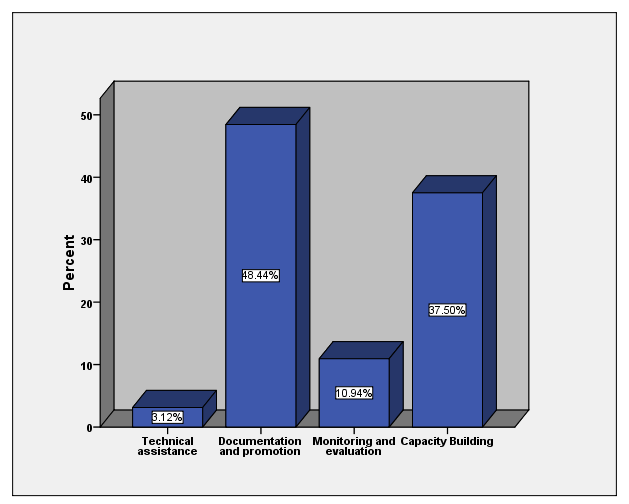 Percent
50
40
30
20
10
0
3.12%
48.44%
10.94%
37.50%
Technical
assistance
Documentation
and promotion
Monitoring and
evaluation
Capacity Building